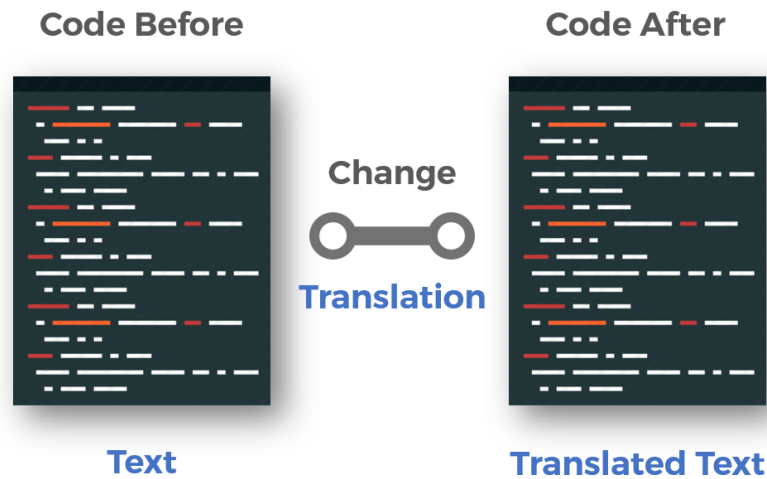 Code Before
Code After
Change
Translation
Text
Translated Text